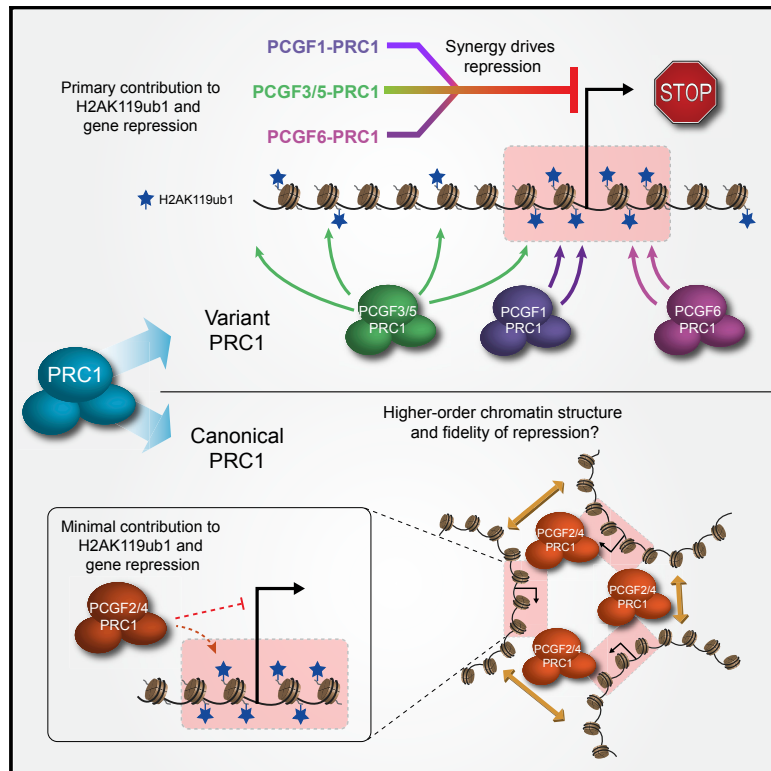 PCGF1-PRC1
Synergy drives
repression
Primary contribution to
H2AK119ub1 and
gene repression
PCGF3/5-PRC1
PCGF6-PRC1
STOP
H2AK119ub1
PCGF3/5
PRC1
PCGF1
PRC1
PCGF6
PRC1
Variant
PRC1
PRC1
Canonical
PRC1
Higher-order chromatin structure
and fidelity of repression?
Minimal contribution to
H2AK119ub1 and
gene repression
PCGF2/4
PRC1
PCGF2/4
PRC1
PCGF2/4
PRC1
PCGF2/4
PRC1